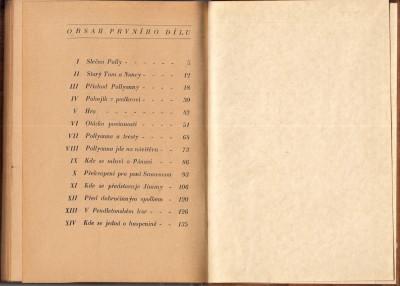 OBSAH PRVNÍHO DÍLU
I Slečna Polly - - - - - - 5
II Starý Tom a Nancy - - - - 12
III Příchod Pollyanny - - - - 18
IV Pokojík v podkroví - - - - 30
V Hra - - - - - - - 42
VI Otázka povinnosti - - - - 51
VII Pollyanna a tresty - - - - 65
VIII Pollyanna jde na návštěvu - - 73
IX Kde se mluví o Pánovi - - - 86
X Překvapení pro paní Snowovou 93
XI Kde se představuje Jimmy - - 106
XII Před dobročinným spolkem - 120
XIII V Pendletonském lese - - - 126
XIV Kde se jedná o huspenině - - 135